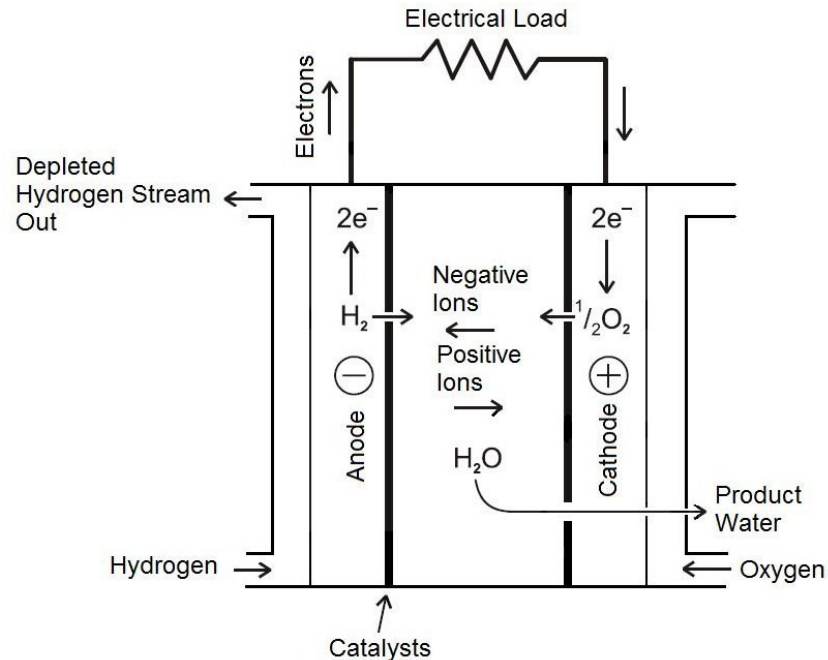 Electrical Load
Electrons
Depleted
Hydrogen Stream
Out
2e⁻
2e⁻
Negative
Ions
H₂
¹/₂O₂
Positive
Ions
−
+
Anode
Cathode
H₂O
Product
Water
Hydrogen
Oxygen
Catalysts